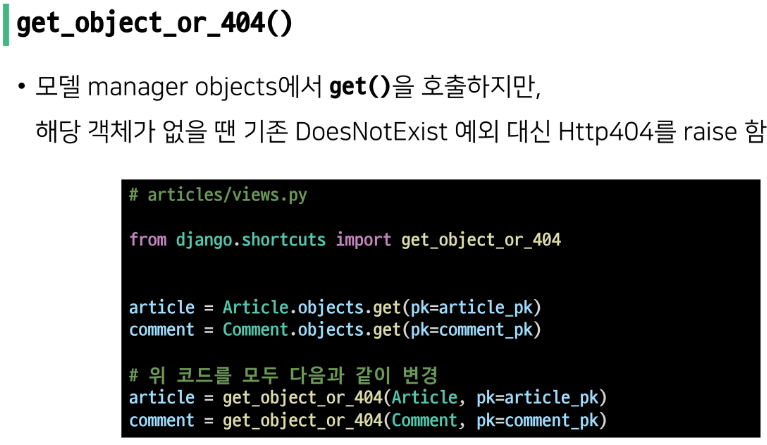 get_object_or_404()
• 모델 manager objects에서 get()을 호출하지만,
해당 객체가 없을 땐 기존 DoesNotExist 예외 대신 Http404를 raise 함
# articles/views.py
from django.shortcuts import get_object_or_404
article = Article.objects.get(pk=article_pk)
comment = Comment.objects.get(pk=comment_pk)
# 위 코드를 모두 다음과 같이 변경
article = get_object_or_404(Article, pk=article_pk)
comment = get_object_or_404(Comment, pk=comment_pk)